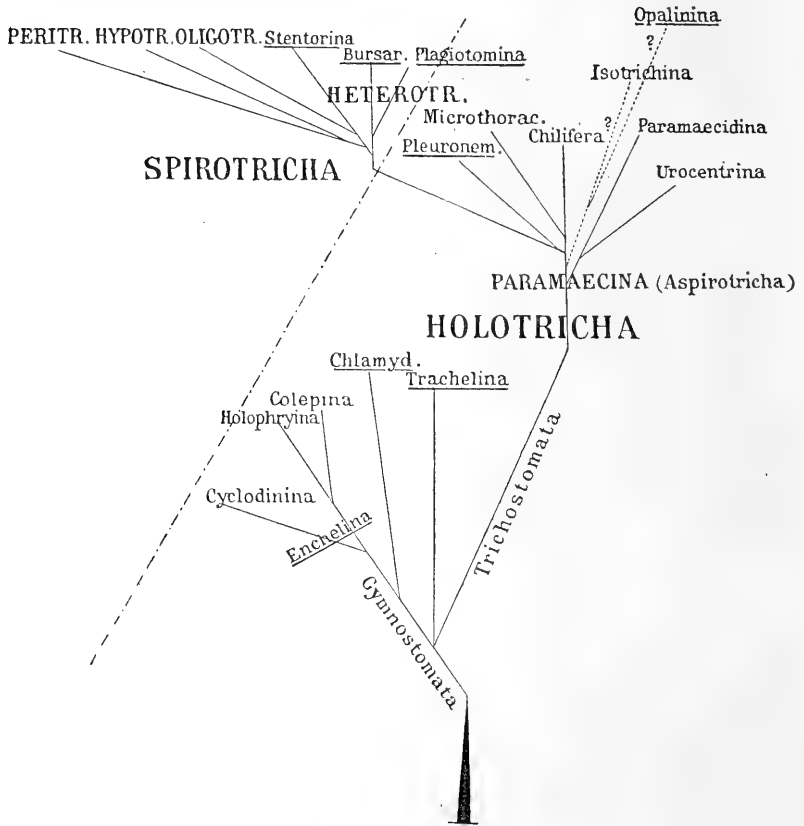 Opalinina
?
PERITR. HYPOTR. OLIGOTR. Stentorina
Bursar. Plagiotomina
Isotrichina
HETEROTR.
Microthorac.
?
Chilifera
Paramaecidina
Pleuronem.
SPIROTRICHA
Urocentrina
PARAMAECINA (Aspirotricha)
HOLOTRICHA
Chlamyd.
Trachelina
Colepina
Holophryina
Cyclodinina
Enchelina
Trichostomata
Gymnostomata